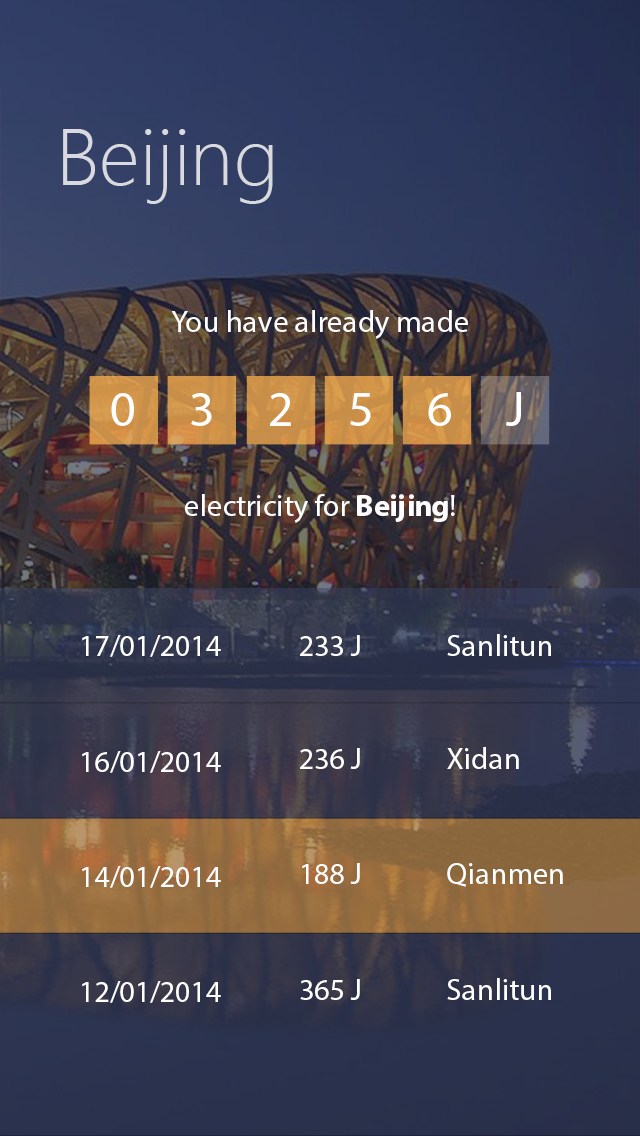 Beijing
You have already made
0 3 2 5 6 J
electricity for Beijing!
17/01/2014 233 J Sanlitun
16/01/2014 236 J Xidan
14/01/2014 188 J Qianmen
12/01/2014 365 J Sanlitun